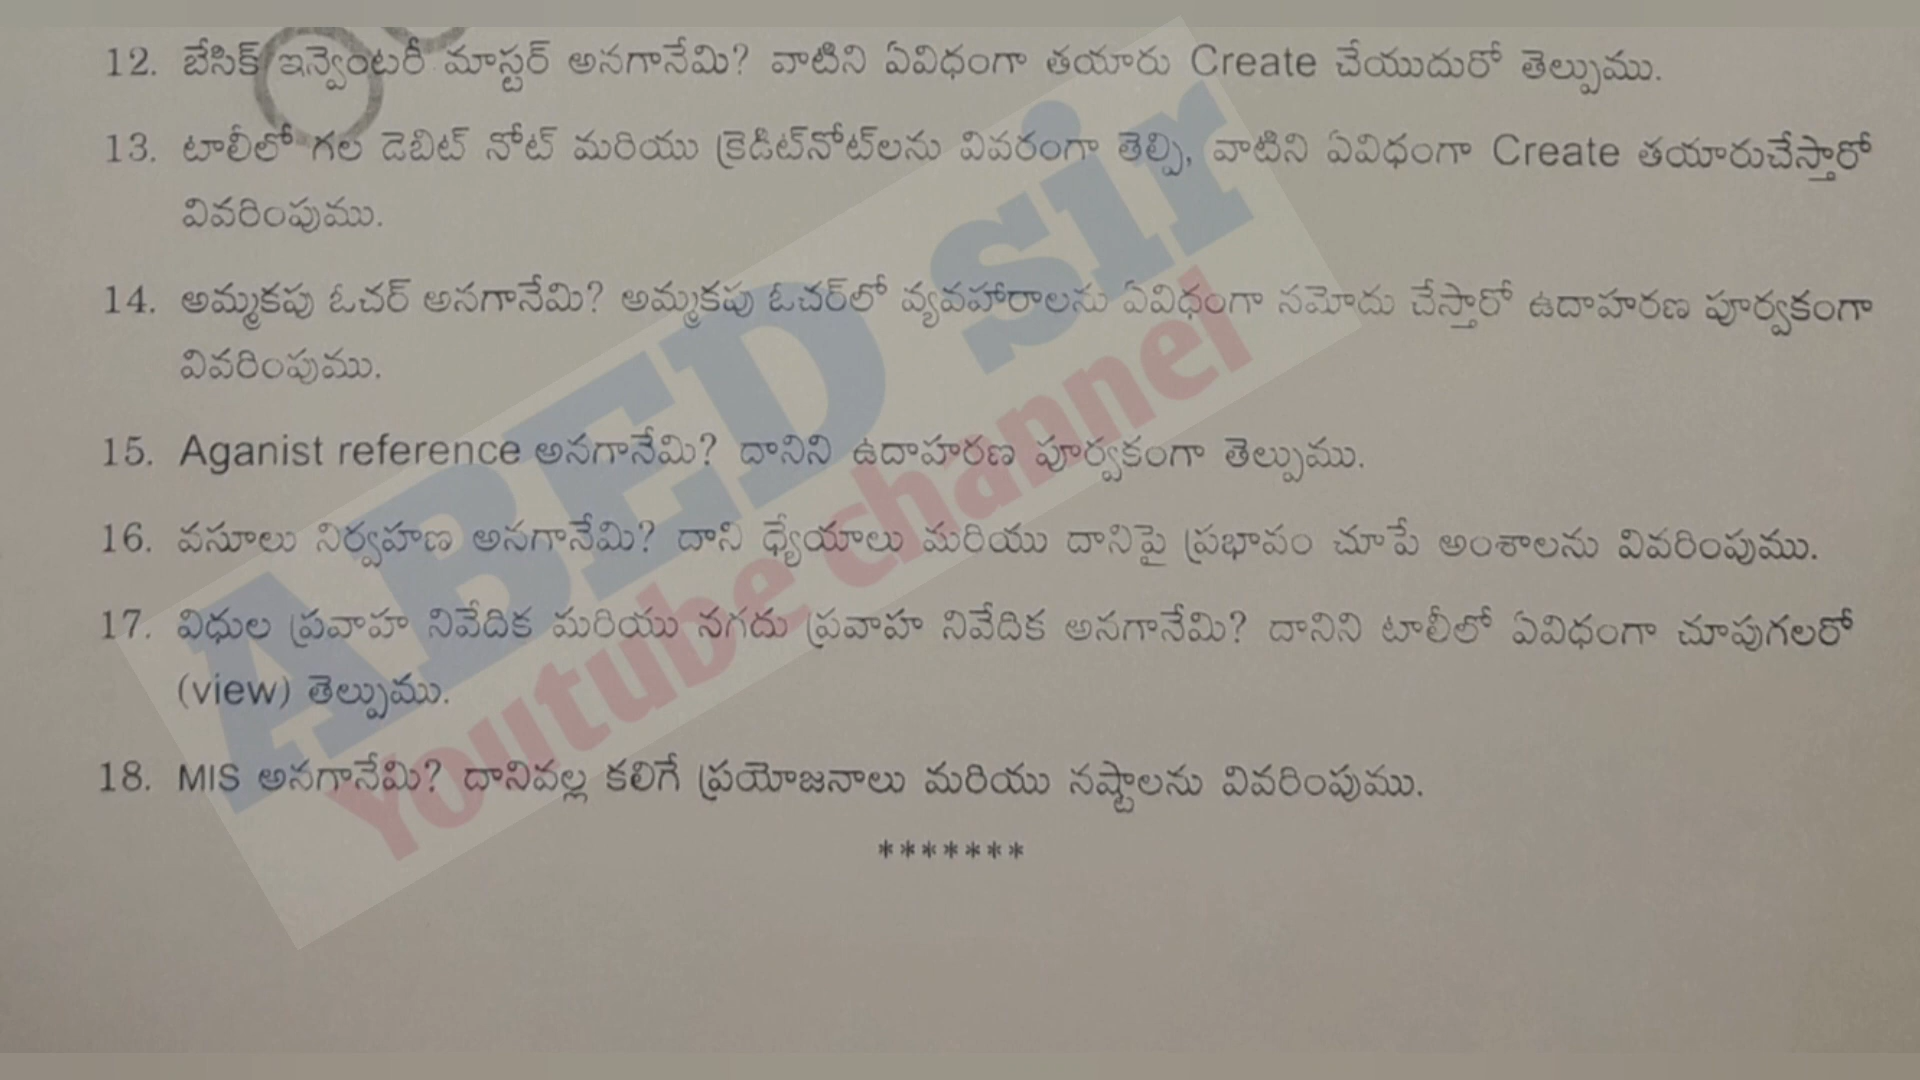 12. బేసిక్ ఇన్వెంటరీ మాస్టర్ అనగానేమి? వాటిని ఏవిధంగా తయారు Create చేయుదురో తెల్పుము.
13. టాలీలో గల డెబిట్ నోట్ మరియు క్రెడిట్‌నోట్‌లను వివరంగా తెల్పి, వాటిని ఏవిధంగా Create తయారుచేస్తారో
వివరింపుము.
14. అమ్మకపు ఓచర్ అనగానేమి? అమ్మకపు ఓచర్‌లో వ్యవహారాలను ఏవిధంగా నమోదు చేస్తారో ఉదాహరణ పూర్వకంగా
వివరింపుము.
15. Aganist reference అనగానేమి? దానిని ఉదాహరణ పూర్వకంగా తెల్పుము.
16. వసూలు నిర్వహణ అనగానేమి? దాని ధ్యేయాలు మరియు దానిపై ప్రభావం చూపే అంశాలను వివరింపుము.
17. విధుల ప్రవాహ నివేదిక మరియు నగదు ప్రవాహ నివేదిక అనగానేమి? దానిని టాలీలో ఏవిధంగా చూపుగలరో
(view) తెల్పుము.
18. MIS అనగానేమి? దానివల్ల కలిగే ప్రయోజనాలు మరియు నష్టాలను వివరింపుము.
*******
ABED sir
Youtube channel